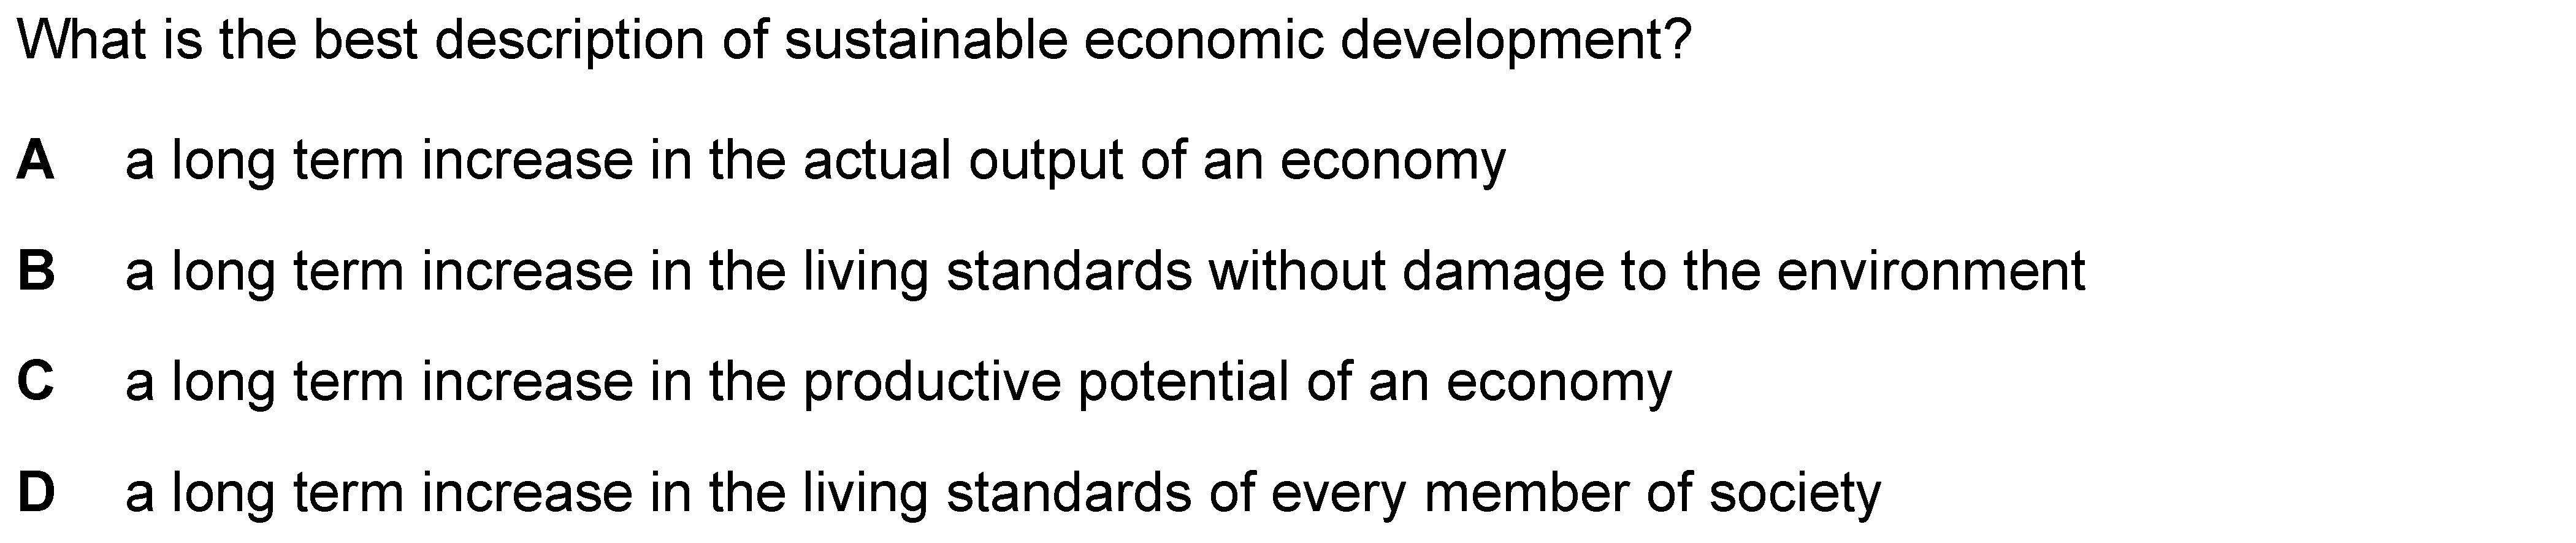 What is the best description of sustainable economic development?
A a long term increase in the actual output of an economy
B a long term increase in the living standards without damage to the environment
C a long term increase in the productive potential of an economy
D a long term increase in the living standards of every member of society